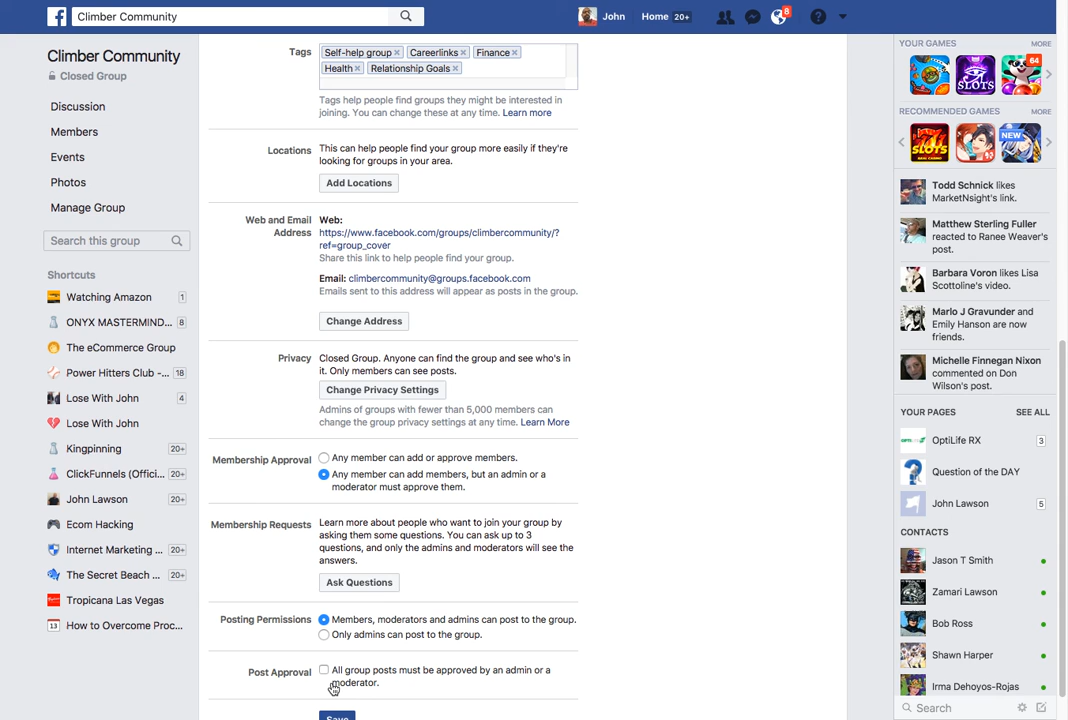 Climber Community
John
Home 20+
8
Climber Community
Closed Group
Discussion
Members
Events
Photos
Manage Group
Search this group
Shortcuts
Watching Amazon 1
ONYX MASTERMIND... 8
The eCommerce Group
Power Hitters Club -... 18
Lose With John 4
Lose With John
Kingpinning 20+
ClickFunnels (Offici... 20+
John Lawson 20+
Ecom Hacking
Internet Marketing ... 20+
The Secret Beach ... 20+
Tropicana Las Vegas
13 How to Overcome Proc...
Tags
Self-help group × Careerlinks × Finance ×
Health × Relationship Goals ×
Tags help people find groups they might be interested in
joining. You can change these at any time. Learn more
Locations
This can help people find your group more easily if they're
looking for groups in your area.
Add Locations
Web and Email
Address
Web:
https://www.facebook.com/groups/climbercommunity/?
ref=group_cover
Share this link to help people find your group.
Email: climbercommunity@groups.facebook.com
Emails sent to this address will appear as posts in the group.
Change Address
Privacy
Closed Group. Anyone can find the group and see who's in
it. Only members can see posts.
Change Privacy Settings
Admins of groups with fewer than 5,000 members can
change the group privacy settings at any time. Learn More
Membership Approval
Any member can add or approve members.
Any member can add members, but an admin or a
moderator must approve them.
Membership Requests
Learn more about people who want to join your group by
asking them some questions. You can ask up to 3
questions, and only the admins and moderators will see the
answers.
Ask Questions
Posting Permissions
Members, moderators and admins can post to the group.
Only admins can post to the group.
Post Approval
All group posts must be approved by an admin or a
moderator.
Save
YOUR GAMES MORE
SLOTS
64
RECOMMENDED GAMES MORE
SLOTS
NEW
Todd Schnick likes
MarketNsight's link.
Matthew Sterling Fuller
reacted to Ranee Weaver's
post.
Barbara Voron likes Lisa
Scottoline's video.
Marlo J Gravunder and
Emily Hanson are now
friends.
Michelle Finnegan Nixon
commented on Don
Wilson's post.
YOUR PAGES SEE ALL
OptiLife RX 3
Question of the DAY
John Lawson 5
CONTACTS
Jason T Smith
Zamari Lawson
Bob Ross
Shawn Harper
Irma Dehoyos-Rojas
Search